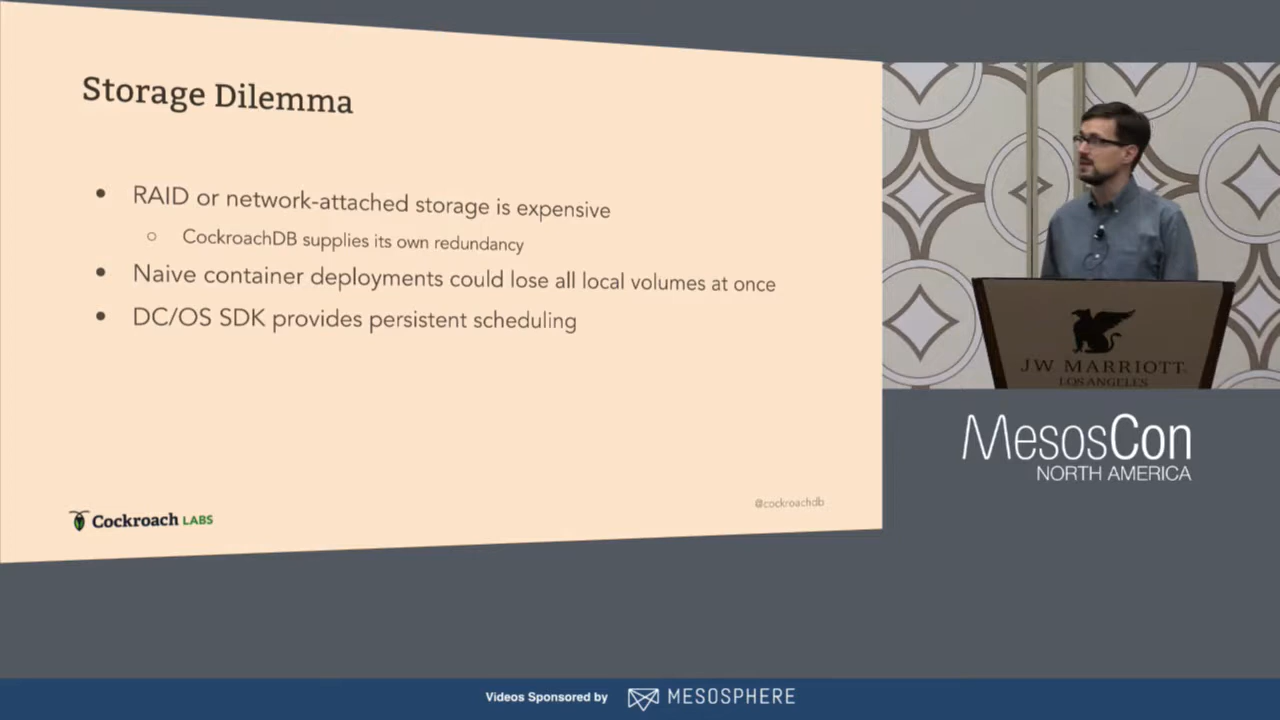 Storage Dilemma
• RAID or network-attached storage is expensive
○ CockroachDB supplies its own redundancy
• Naive container deployments could lose all local volumes at once
• DC/OS SDK provides persistent scheduling
@cockroachdb
Cockroach LABS
JW MARRIOTT
LOS ANGELES
MesosCon
NORTH AMERICA
Videos Sponsored by MESOSPHERE